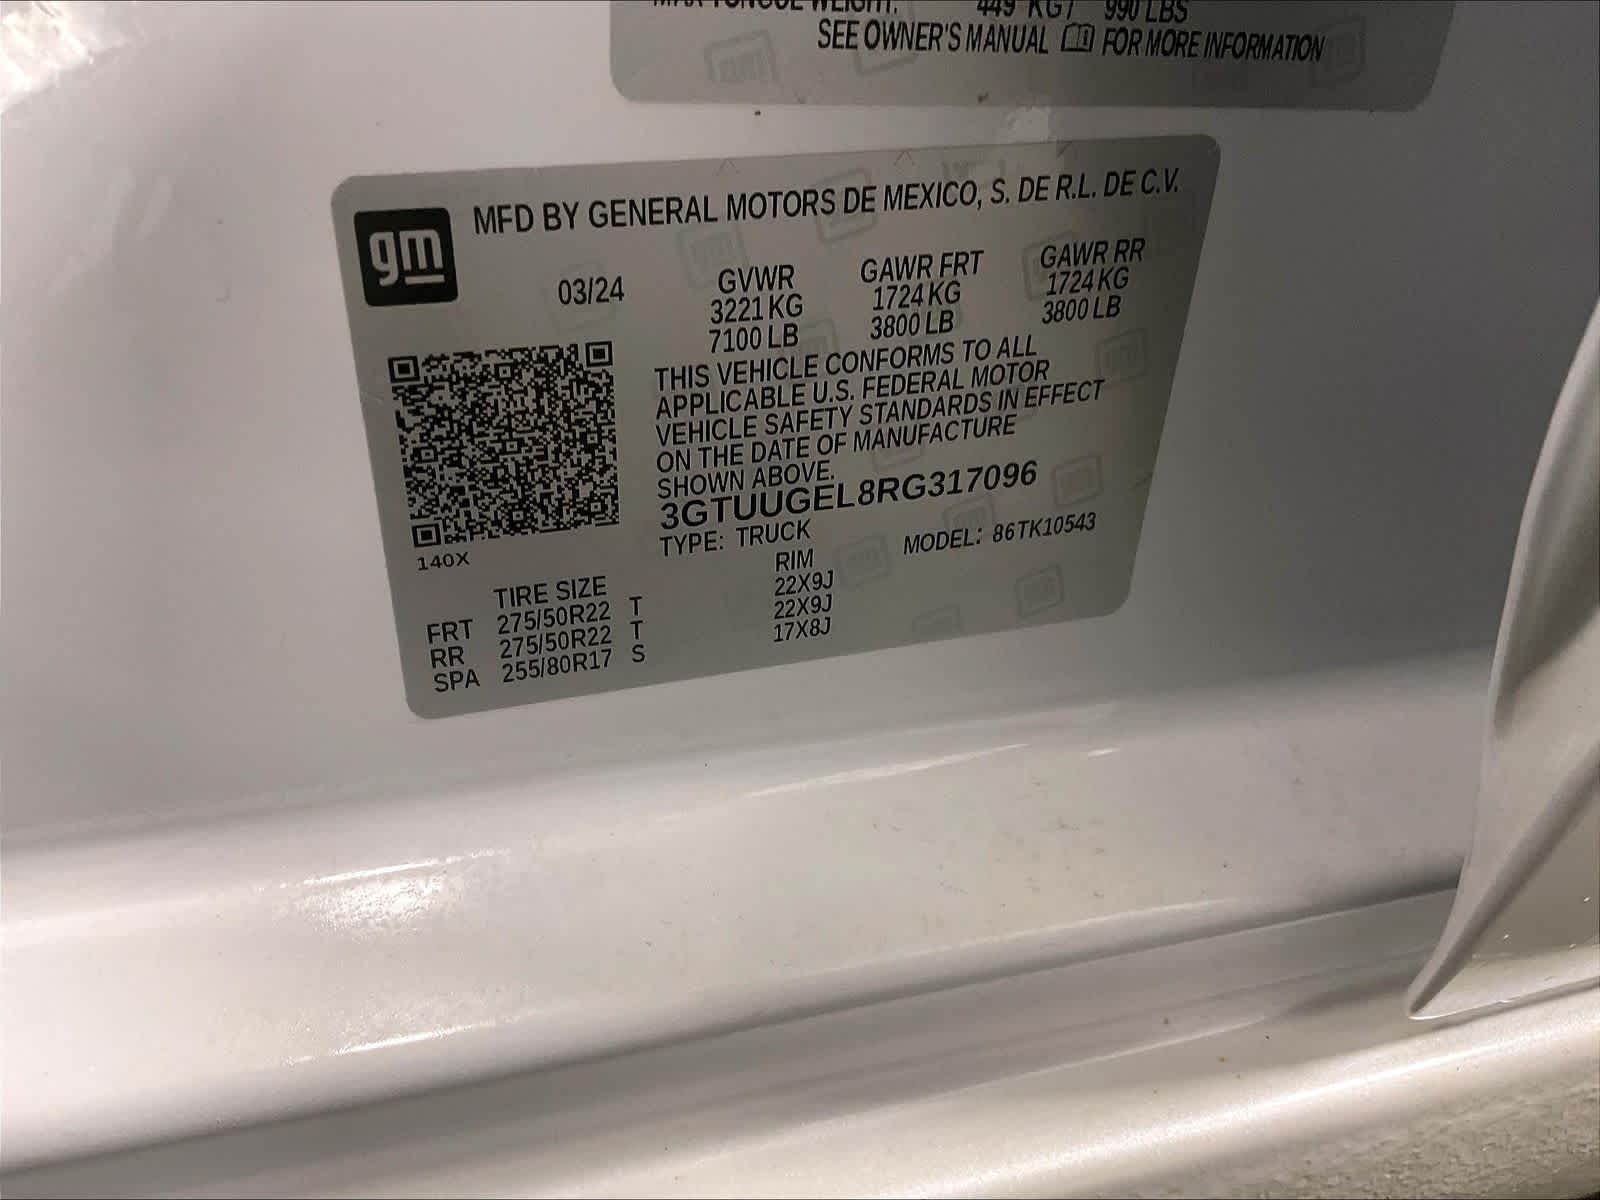 MAX TONGUE WEIGHT: 449 KG / 990 LBS
SEE OWNER'S MANUAL FOR MORE INFORMATION
gm
MFD BY GENERAL MOTORS DE MEXICO, S. DE R.L. DE C.V.
03/24 GVWR GAWR FRT GAWR RR
3221 KG 1724 KG 1724 KG
7100 LB 3800 LB 3800 LB
THIS VEHICLE CONFORMS TO ALL
APPLICABLE U.S. FEDERAL MOTOR
VEHICLE SAFETY STANDARDS IN EFFECT
ON THE DATE OF MANUFACTURE
SHOWN ABOVE.
3GTUUGEL8RG317096
TYPE: TRUCK MODEL: 86TK10543
140X
TIRE SIZE RIM
FRT 275/50R22 T 22X9J
RR 275/50R22 T 22X9J
SPA 255/80R17 S 17X8J